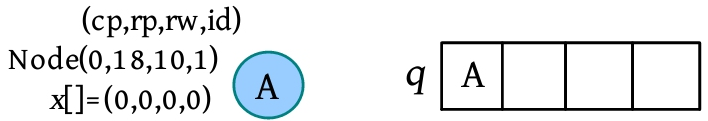 (cp,rp,rw,id)
Node(0,18,10,1)
x[]=(0,0,0,0)
A
q A